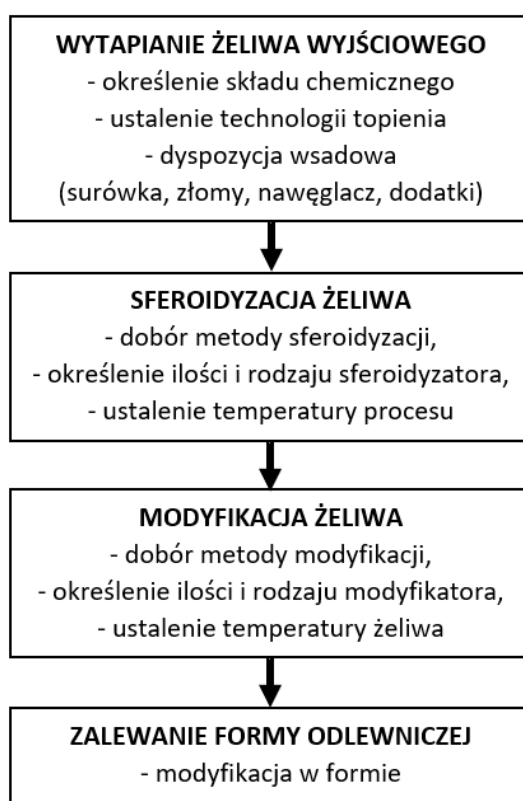 WYTAPIANIE ŻELIWA WYJŚCIOWEGO
- określenie składu chemicznego
- ustalenie technologii topienia
- dyspozycja wsadowa
(surówka, złomy, nawęglacz, dodatki)
SFEROIDYZACJA ŻELIWA
- dobór metody sferoidyzacji,
- określenie ilości i rodzaju sferoidyzatora,
- ustalenie temperatury procesu
MODYFIKACJA ŻELIWA
- dobór metody modyfikacji,
- określenie ilości i rodzaju modyfikatora,
- ustalenie temperatury żeliwa
ZALEWANIE FORMY ODLEWNICZEJ
- modyfikacja w formie